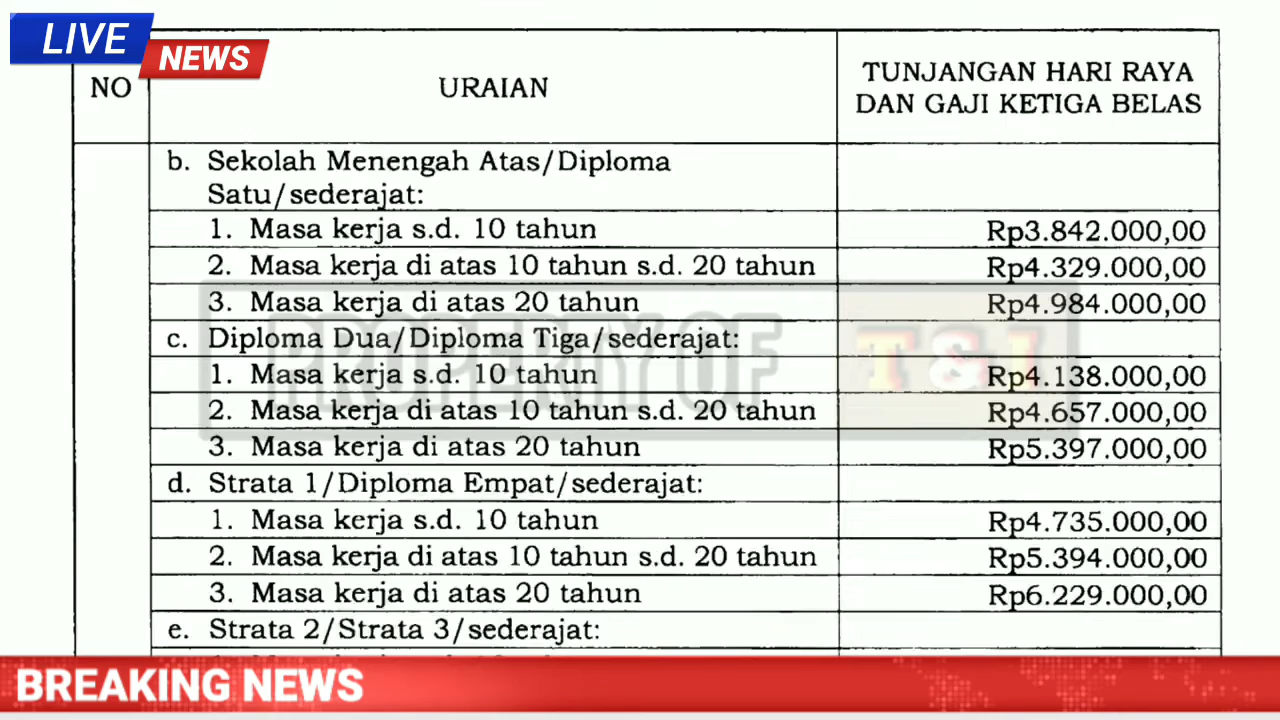 LIVE
NEWS
NO
URAIAN
TUNJANGAN HARI RAYA
DAN GAJI KETIGA BELAS
b. Sekolah Menengah Atas/Diploma
Satu/sederajat:
1. Masa kerja s.d. 10 tahun Rp3.842.000,00
2. Masa kerja di atas 10 tahun s.d. 20 tahun Rp4.329.000,00
3. Masa kerja di atas 20 tahun Rp4.984.000,00
c. Diploma Dua/Diploma Tiga/sederajat:
1. Masa kerja s.d. 10 tahun Rp4.138.000,00
2. Masa kerja di atas 10 tahun s.d. 20 tahun Rp4.657.000,00
3. Masa kerja di atas 20 tahun Rp5.397.000,00
d. Strata 1/Diploma Empat/sederajat:
1. Masa kerja s.d. 10 tahun Rp4.735.000,00
2. Masa kerja di atas 10 tahun s.d. 20 tahun Rp5.394.000,00
3. Masa kerja di atas 20 tahun Rp6.229.000,00
e. Strata 2/Strata 3/sederajat:
PROPERTY OF T & J
BREAKING NEWS